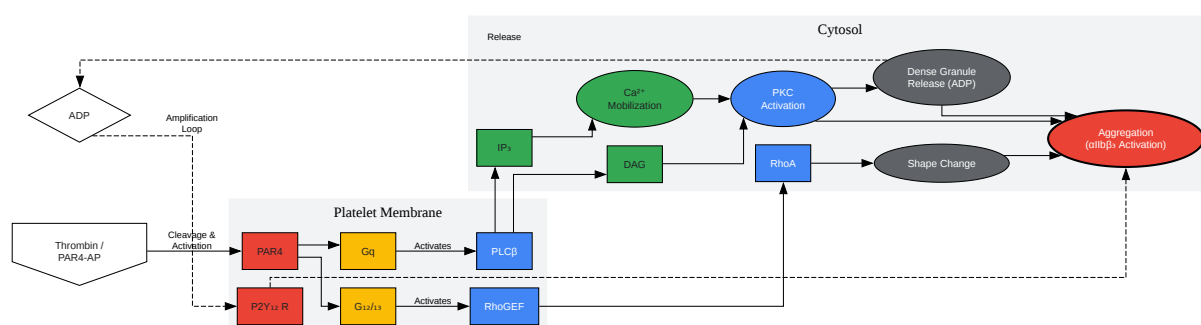 Cytosol
Release
Dense Granule
Release (ADP)
Ca²⁺
Mobilization
PKC
Activation
ADP
Amplification
Loop
Aggregation
(αIIbβ₃ Activation)
IP₃
DAG
RhoA
Shape Change
Platelet Membrane
Cleavage &
Activation
Thrombin /
PAR4-AP
PAR4
Gq
Activates
PLCβ
P2Y₁₂ R
G₁₂/₁₃
Activates
RhoGEF